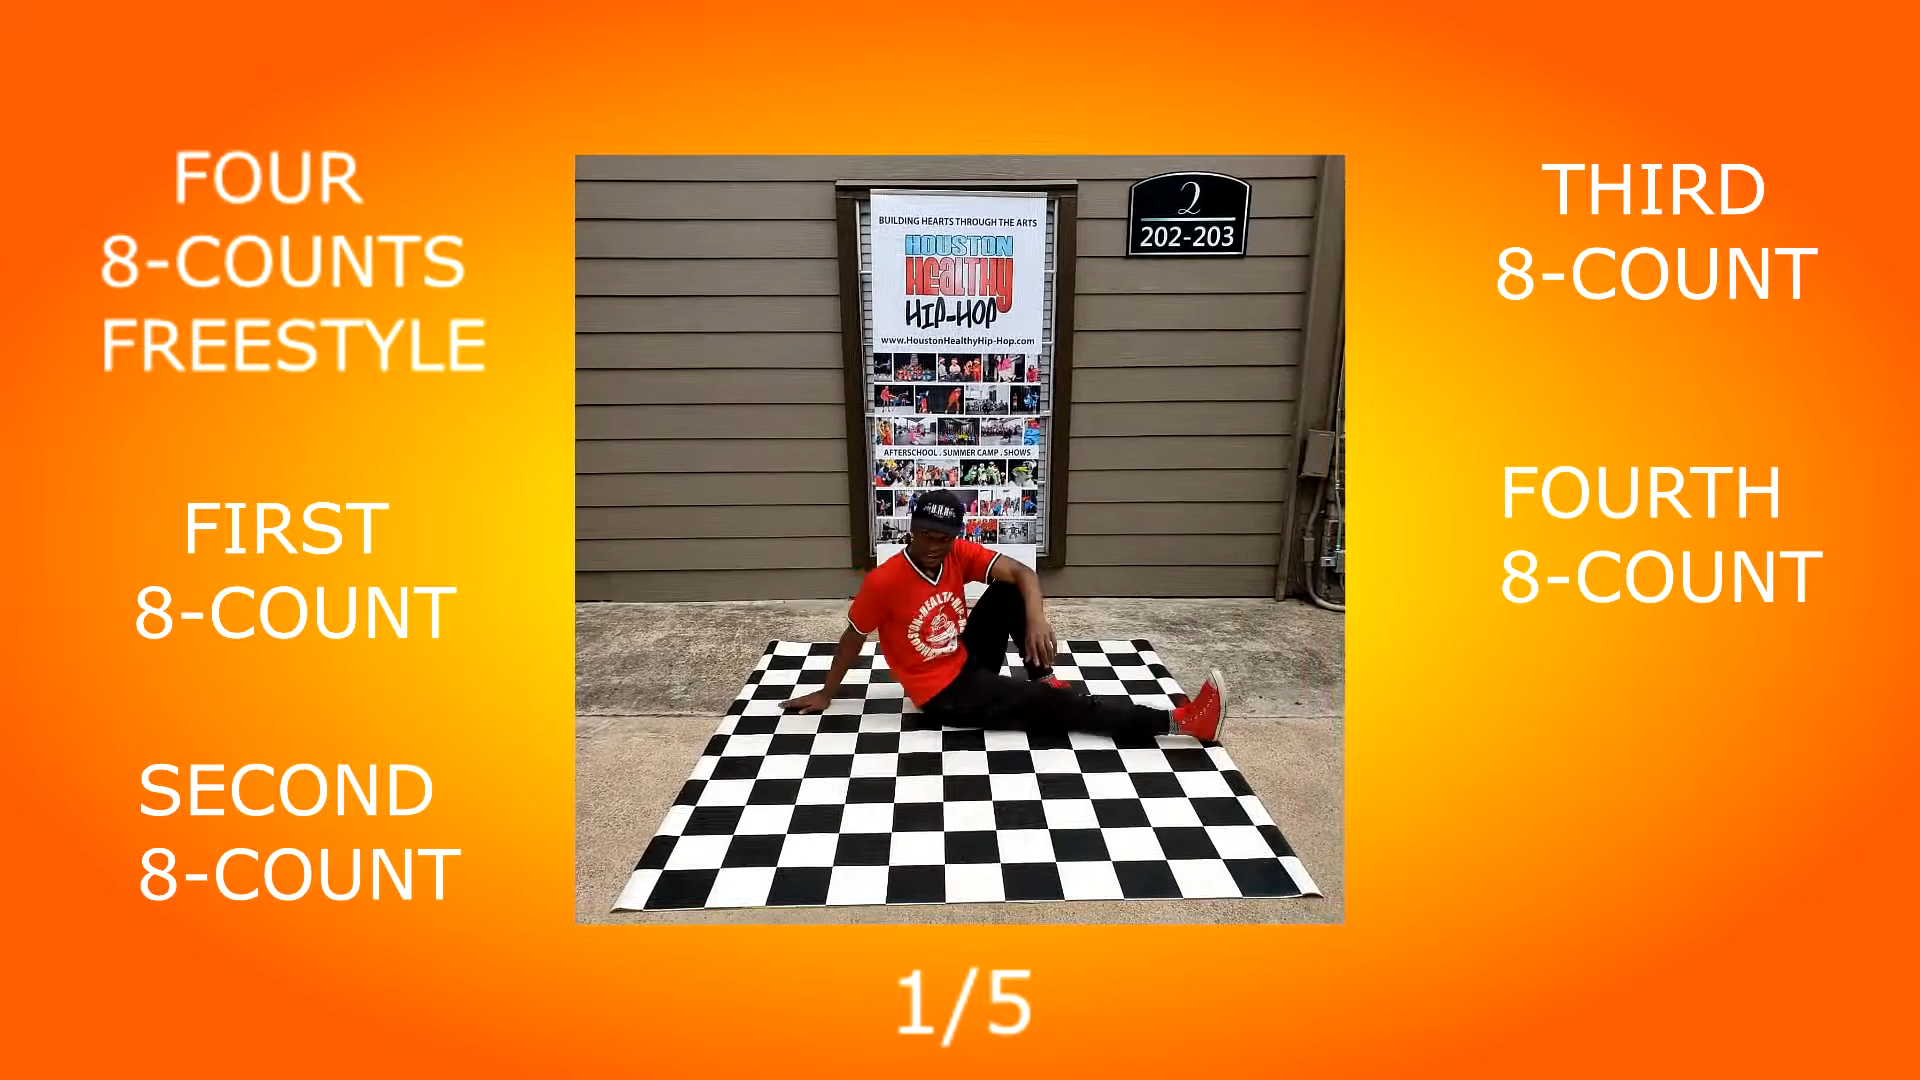 FOUR
8-COUNTS
FREESTYLE
FIRST
8-COUNT
SECOND
8-COUNT
BUILDING HEARTS THROUGH THE ARTS
HOUSTON
HEALTHY
HIP-HOP
www.HoustonHealthyHip-Hop.com
AFTERSCHOOL . SUMMER CAMP . SHOWS
2
202-203
THIRD
8-COUNT
FOURTH
8-COUNT
1/5